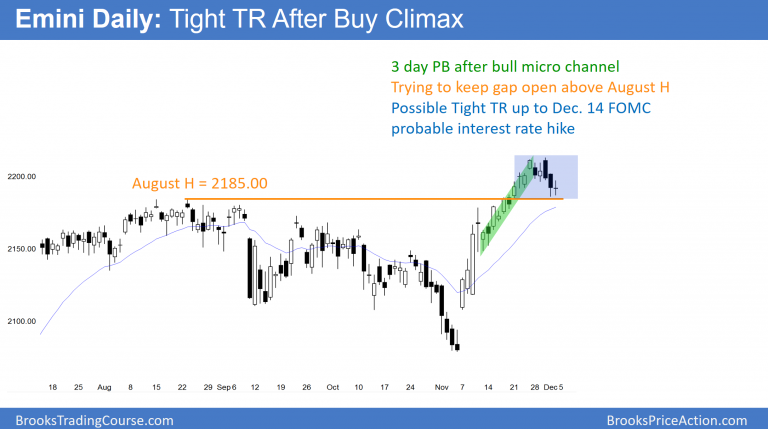 Emini Daily: Tight TR After Buy Climax
3 day PB after bull micro channel
Trying to keep gap open above August H
Possible Tight TR up to Dec. 14 FOMC
probable interest rate hike
August H = 2185.00
2200.00
2150.00
2100.00
18 25 Aug 8 15 22 29 Sep 6 12 19 26 Oct 10 17 24 Nov 7 14 21 28 Dec 5
BrooksTradingCourse.com BrooksPriceAction.com